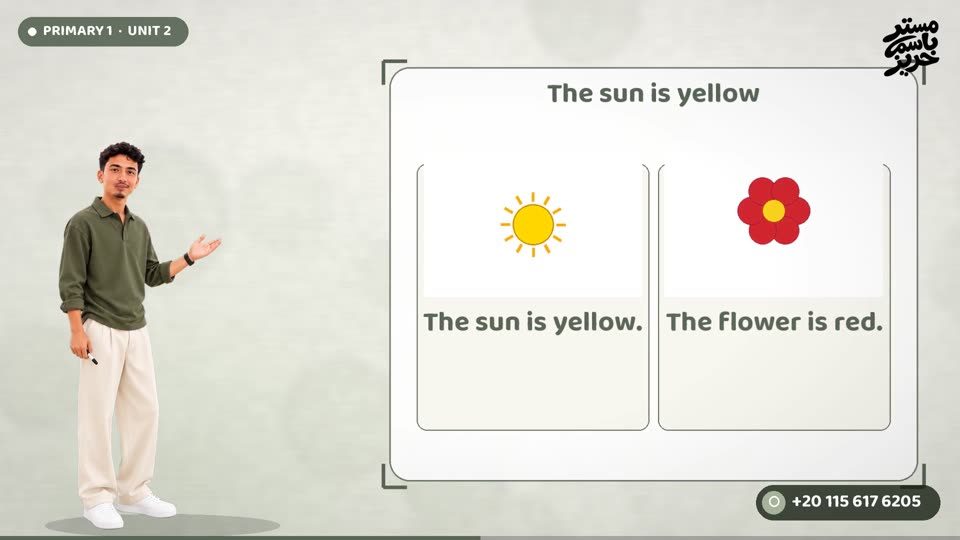 PRIMARY 1 · UNIT 2
مستر
باسم
حريز
The sun is yellow
The sun is yellow.
The flower is red.
+20 115 617 6205